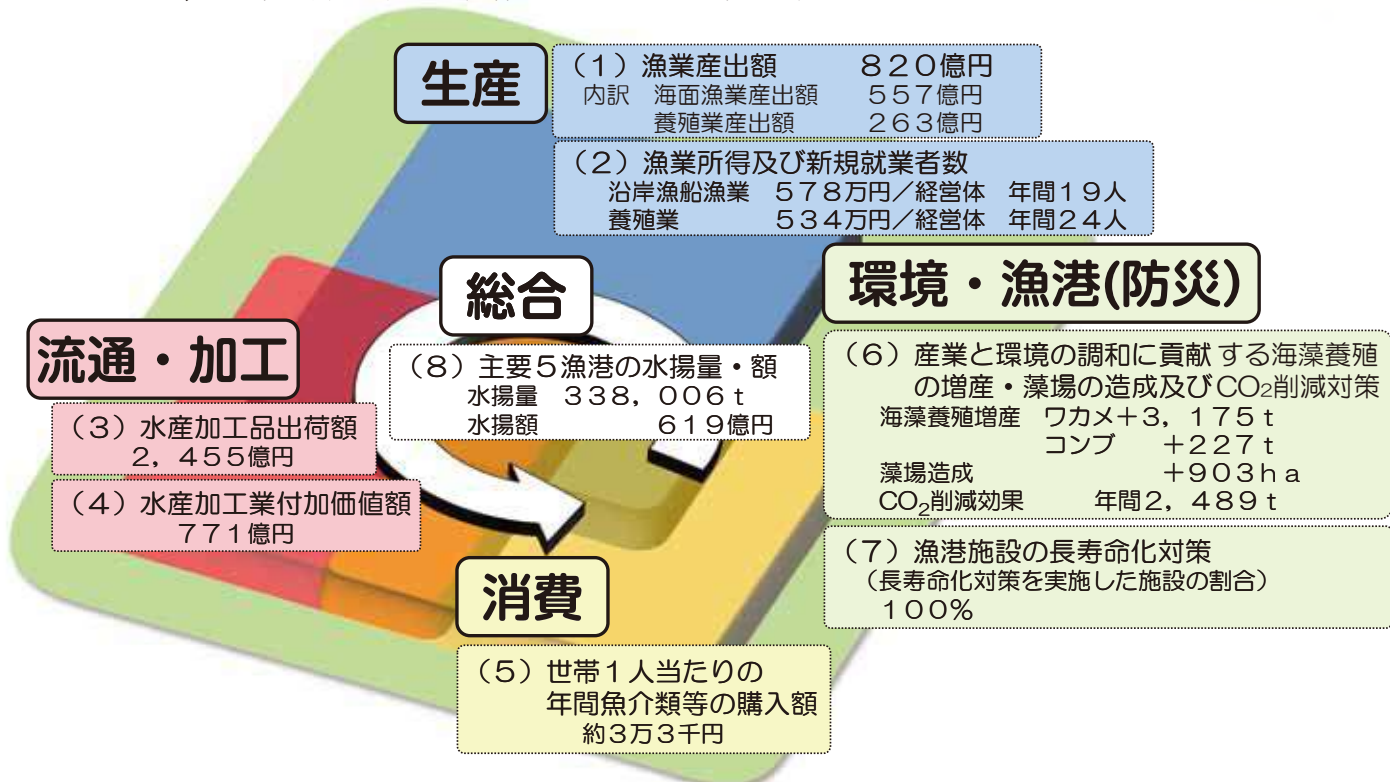 生産
（１）漁業産出額　　　８２０億円
内訳　海面漁業産出額　　５５７億円
養殖業産出額　　　２６３億円
（２）漁業所得及び新規就業者数
沿岸漁船漁業　５７８万円／経営体　年間１９人
養殖業　　　　５３４万円／経営体　年間２４人
総合
（８）主要５漁港の水揚量・額
水揚量　３３８，００６ｔ
水揚額　　　　６１９億円
環境・漁港(防災)
（６）産業と環境の調和に貢献する海藻養殖
の増産・藻場の造成及びCO₂削減対策
海藻養殖増産　ワカメ＋３，１７５ｔ
コンブ　　＋２２７ｔ
藻場造成　　　　　　　＋９０３ｈａ
CO₂削減効果　　　年間２，４８９ｔ
（７）漁港施設の長寿命化対策
（長寿命化対策を実施した施設の割合）
１００％
流通・加工
（３）水産加工品出荷額
２，４５５億円
（４）水産加工業付加価値額
７７１億円
消費
（５）世帯１人当たりの
年間魚介類等の購入額
約３万３千円